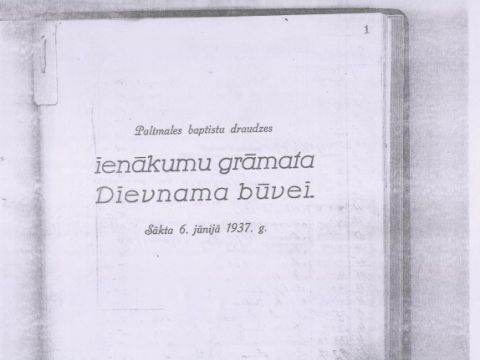 1
Paltmales baptistu draudzes
ienākumu grāmata
Dievnama būvei.
Sākta 6. jūnijā 1937. g.